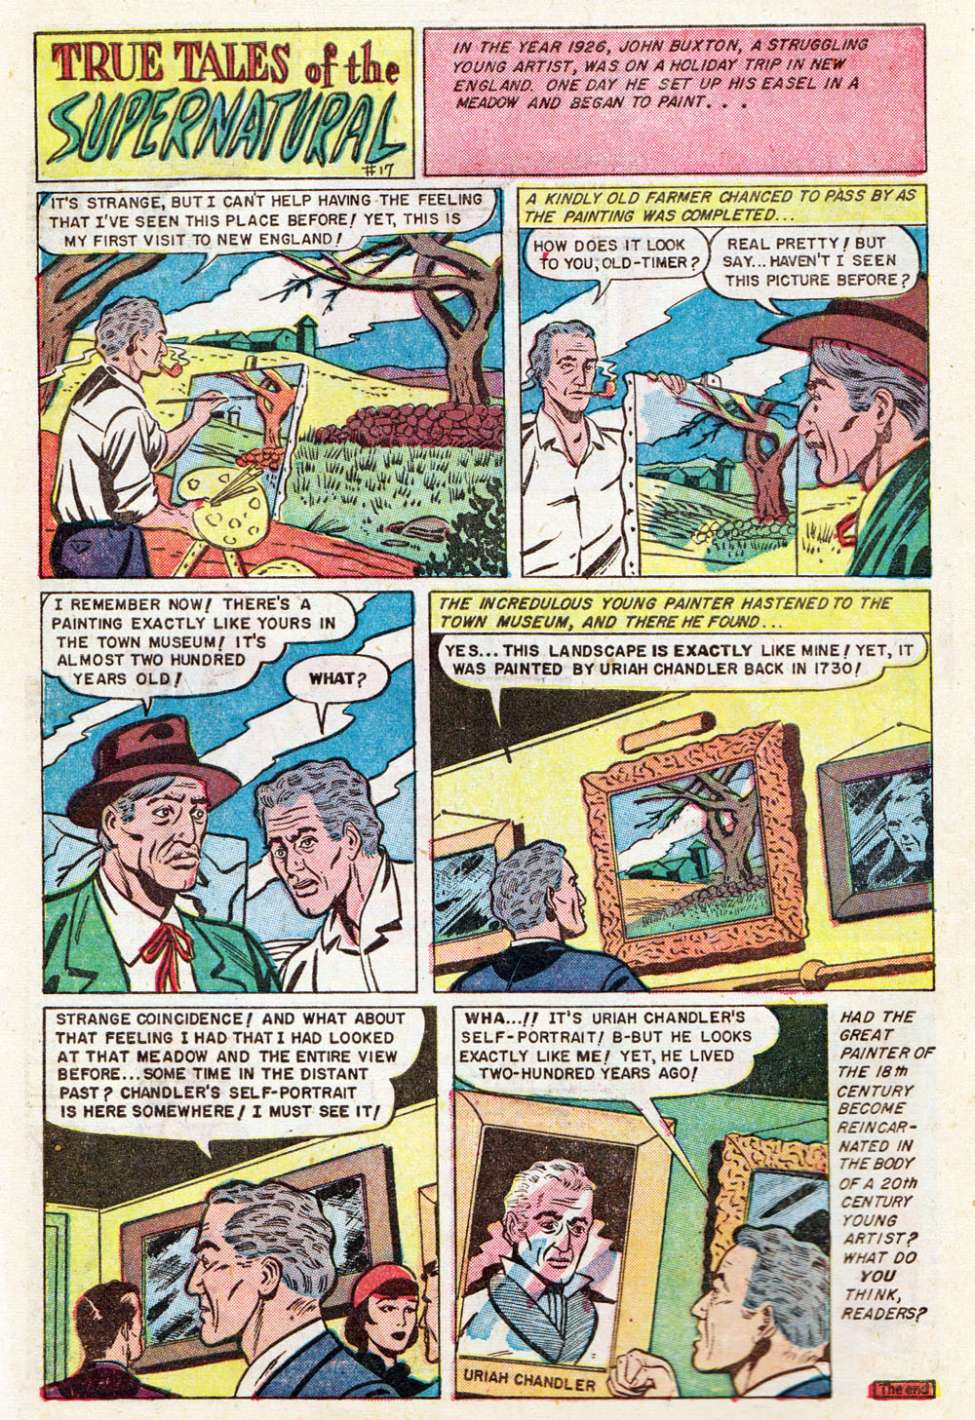 TRUE TALES of the
SUPERNATURAL
#17
IN THE YEAR 1926, JOHN BUXTON, A STRUGGLING
YOUNG ARTIST, WAS ON A HOLIDAY TRIP IN NEW
ENGLAND. ONE DAY HE SET UP HIS EASEL IN A
MEADOW AND BEGAN TO PAINT. . .
IT'S STRANGE, BUT I CAN'T HELP HAVING THE FEELING
THAT I'VE SEEN THIS PLACE BEFORE! YET, THIS IS
MY FIRST VISIT TO NEW ENGLAND!
A KINDLY OLD FARMER CHANCED TO PASS BY AS
THE PAINTING WAS COMPLETED...
HOW DOES IT LOOK
TO YOU, OLD-TIMER?
REAL PRETTY! BUT
SAY... HAVEN'T I SEEN
THIS PICTURE BEFORE?
I REMEMBER NOW! THERE'S A
PAINTING EXACTLY LIKE YOURS IN
THE TOWN MUSEUM! IT'S
ALMOST TWO HUNDRED
YEARS OLD!
WHAT?
THE INCREDULOUS YOUNG PAINTER HASTENED TO THE
TOWN MUSEUM, AND THERE HE FOUND...
YES... THIS LANDSCAPE IS EXACTLY LIKE MINE! YET, IT
WAS PAINTED BY URIAH CHANDLER BACK IN 1730!
STRANGE COINCIDENCE! AND WHAT ABOUT
THAT FEELING I HAD THAT I HAD LOOKED
AT THAT MEADOW AND THE ENTIRE VIEW
BEFORE... SOME TIME IN THE DISTANT
PAST? CHANDLER'S SELF-PORTRAIT
IS HERE SOMEWHERE! I MUST SEE IT!
WHA...!! IT'S URIAH CHANDLER'S
SELF-PORTRAIT! B-BUT HE LOOKS
EXACTLY LIKE ME! YET, HE LIVED
TWO-HUNDRED YEARS AGO!
URIAH CHANDLER
HAD THE
GREAT
PAINTER OF
THE 18th
CENTURY
BECOME
REINCAR-
NATED IN
THE BODY
OF A 20th
CENTURY
YOUNG
ARTIST?
WHAT DO
YOU
THINK,
READERS?
The end